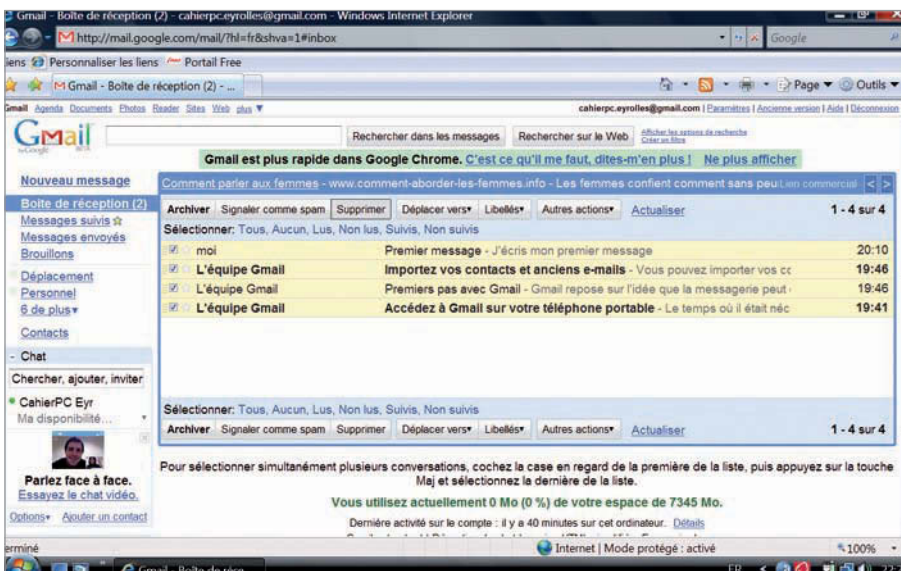 Gmail - Boîte de réception (2) - cahierpc.eyrolles@gmail.com - Windows Internet Explorer
http://mail.google.com/mail/?hl=fr&shva=1#inbox
Google
iens Personnaliser les liens Portail Free
Gmail - Boîte de réception (2) - ...
Page Outils
Gmail Agenda Documents Photos Reader Sites Web plus
cahierpc.eyrolles@gmail.com | Paramètres | Ancienne version | Aide | Déconnexion
Gmail
by Google BETA
Rechercher dans les messages Rechercher sur le Web
Afficher les options de recherche
Créer un filtre
Gmail est plus rapide dans Google Chrome. C'est ce qu'il me faut, dites-m'en plus ! Ne plus afficher
Nouveau message
Boîte de réception (2)
Messages suivis
Messages envoyés
Brouillons
Déplacement
Personnel
6 de plus
Contacts
- Chat
Chercher, ajouter, inviter
CahierPC Eyr
Ma disponibilité...
Parlez face à face.
Essayez le chat vidéo.
Options Ajouter un contact
Comment parler aux femmes - www.comment-aborder-les-femmes.info - Les femmes confient comment sans peu Lien commercial < >
Archiver Signaler comme spam Supprimer Déplacer vers Libellés Autres actions Actualiser 1 - 4 sur 4
Sélectionner: Tous, Aucun, Lus, Non lus, Suivis, Non suivis
moi Premier message - J'écris mon premier message 20:10
L'équipe Gmail Importez vos contacts et anciens e-mails - Vous pouvez importer vos cc 19:46
L'équipe Gmail Premiers pas avec Gmail - Gmail repose sur l'idée que la messagerie peut 19:46
L'équipe Gmail Accédez à Gmail sur votre téléphone portable - Le temps où il était néc 19:41
Sélectionner: Tous, Aucun, Lus, Non lus, Suivis, Non suivis
Archiver Signaler comme spam Supprimer Déplacer vers Libellés Autres actions Actualiser 1 - 4 sur 4
Pour sélectionner simultanément plusieurs conversations, cochez la case en regard de la première de la liste, puis appuyez sur la touche
Maj et sélectionnez la dernière de la liste.
Vous utilisez actuellement 0 Mo (0 %) de votre espace de 7345 Mo.
Dernière activité sur le compte : il y a 40 minutes sur cet ordinateur. Détails
erminé Internet | Mode protégé : activé 100%
Gmail - Boîte de réce...
FR